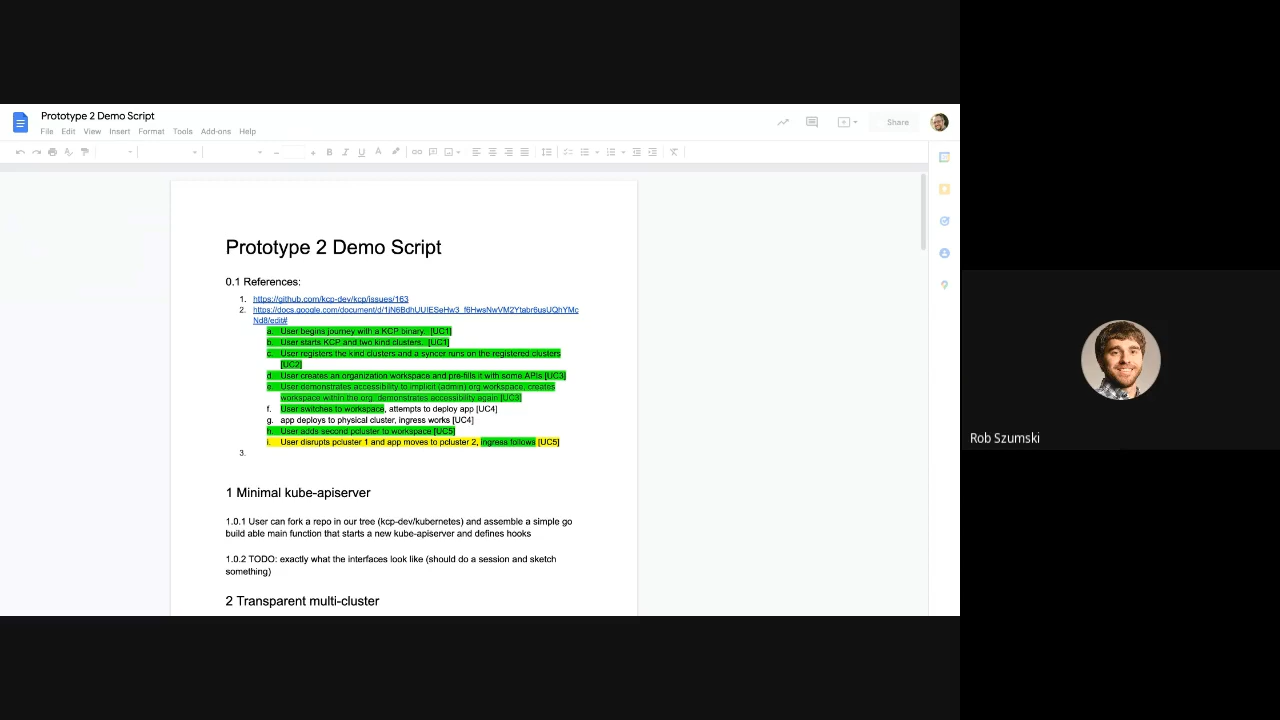 Prototype 2 Demo Script
File Edit View Insert Format Tools Add-ons Help
Share
Prototype 2 Demo Script
0.1 References:
1. https://github.com/kcp-dev/kcp/issues/163
2. https://docs.google.com/document/d/
a. User begins journey with a KCP binary. [UC1]
b. User starts KCP and two kind clusters. [UC1]
c. User registers the kind clusters and a syncer runs on the registered clusters
[UC2]
d. User creates an organization workspace and pre-fills it with some APIs [UC3]
e. User demonstrates accessibility to implicit (admin) org workspace, creates
workspace within the org, demonstrates accessibility again [UC3]
f. User switches to workspace, attempts to deploy app [UC4]
g. app deploys to physical cluster, ingress works [UC4]
h. User adds second pcluster to workspace [UC5]
i. User disrupts pcluster 1 and app moves to pcluster 2, ingress follows [UC5]
3.
1 Minimal kube-apiserver
1.0.1 User can fork a repo in our tree (kcp-dev/kubernetes) and assemble a simple go
build able main function that starts a new kube-apiserver and defines hooks
1.0.2 TODO: exactly what the interfaces look like (should do a session and sketch
something)
2 Transparent multi-cluster
Rob Szumski